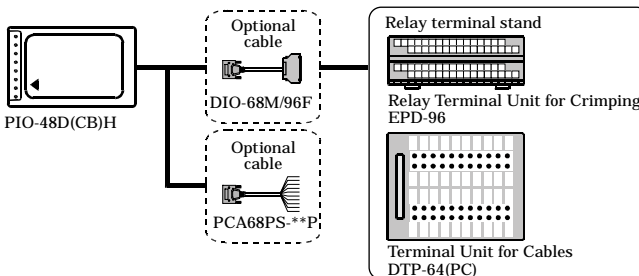 PIO-48D(CB)H
Optional
cable
DIO-68M/96F
Optional
cable
PCA68PS-**P
Relay terminal stand
Relay Terminal Unit for Crimping
EPD-96
Terminal Unit for Cables
DTP-64(PC)